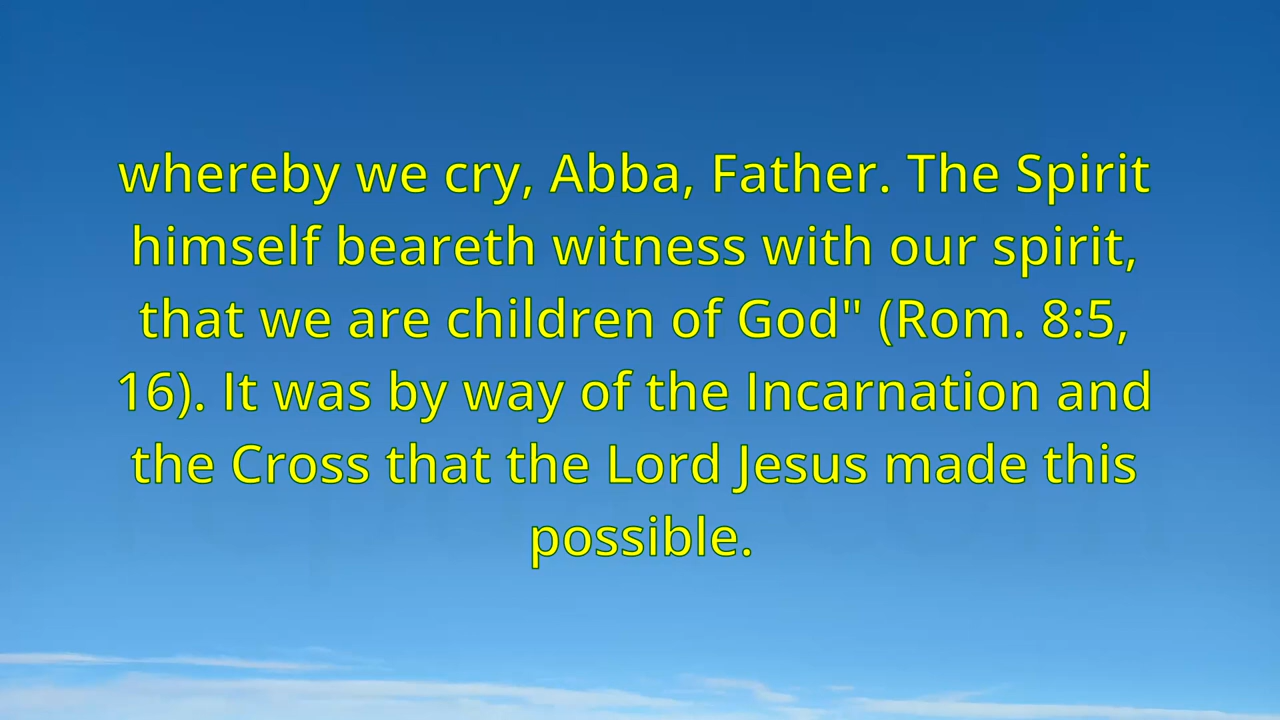 whereby we cry, Abba, Father. The Spirit
himself beareth witness with our spirit,
that we are children of God" (Rom. 8:5,
16). It was by way of the Incarnation and
the Cross that the Lord Jesus made this
possible.